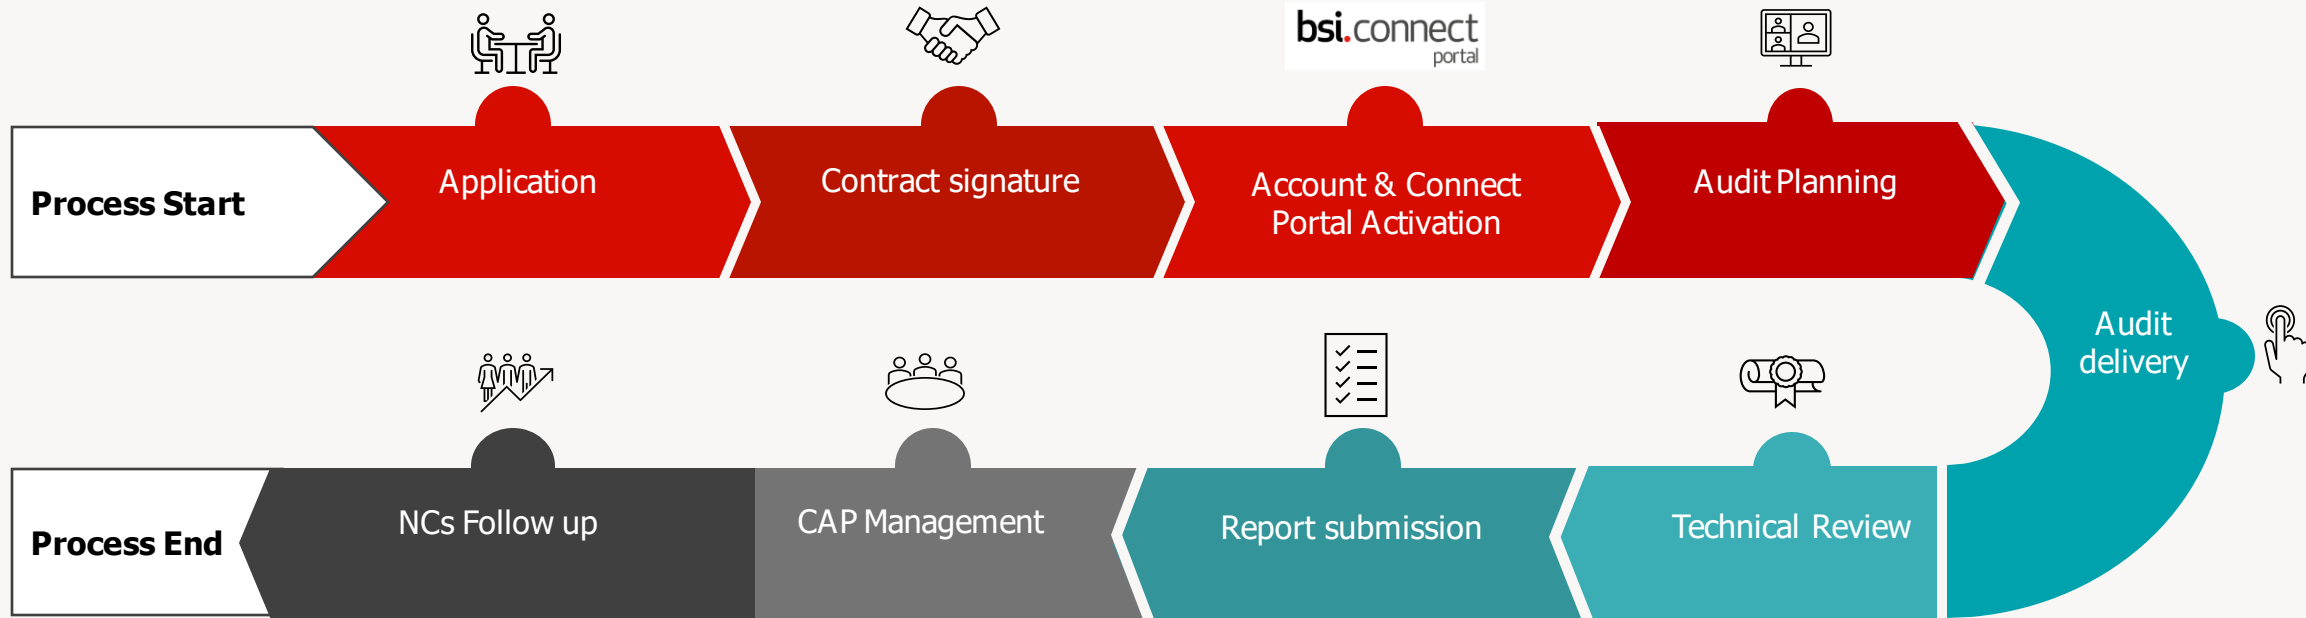 bsi.connect
portal
Process Start
Application
Contract signature
Account & Connect
Portal Activation
Audit Planning
Audit
delivery
Technical Review
Report submission
CAP Management
NCs Follow up
Process End